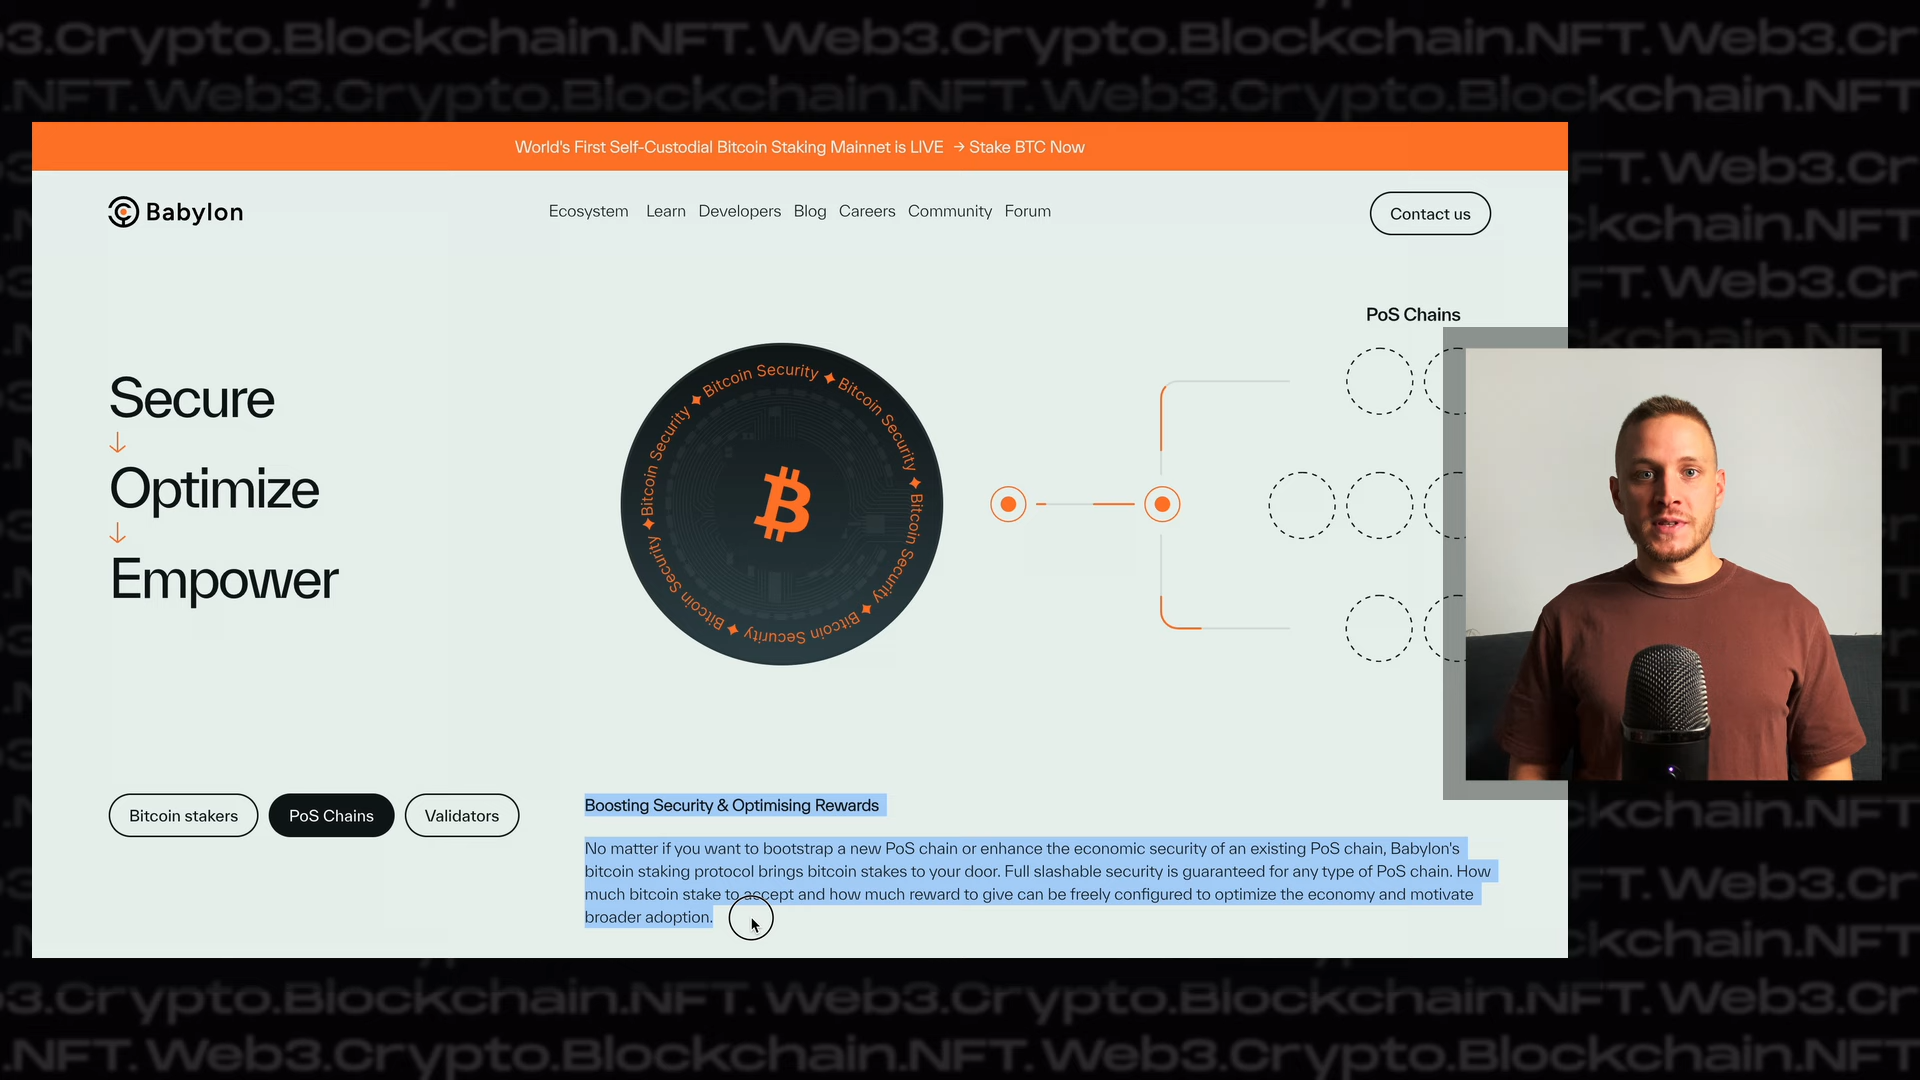 3.Crypto.Blockchain.NFT. Web3.Crypto.Blockchain.NFT. Web3.Cr
.NFT. Web3.Crypto.Blockchain.NFT. Web3.Crypto.Blockchain.NFT
World's First Self-Custodial Bitcoin Staking Mainnet is LIVE → Stake BTC Now
Babylon
Ecosystem Learn Developers Blog Careers Community Forum
Contact us
Secure
Optimize
Empower
✦ Bitcoin Security ✦ Bitcoin Security ✦ Bitcoin Security ✦ Bitcoin Security ✦ Bitcoin Security ✦ Bitcoin Security
PoS Chains
Bitcoin stakers
PoS Chains
Validators
Boosting Security & Optimising Rewards
No matter if you want to bootstrap a new PoS chain or enhance the economic security of an existing PoS chain, Babylon's
bitcoin staking protocol brings bitcoin stakes to your door. Full slashable security is guaranteed for any type of PoS chain. How
much bitcoin stake to accept and how much reward to give can be freely configured to optimize the economy and motivate
broader adoption.
3.Crypto.Blockchain.NFT. Web3.Crypto.Blockchain.NFT. Web3.Cr
.NFT. Web3.Crypto.Blockchain.NFT. Web3.Crypto.Blockchain.NFT